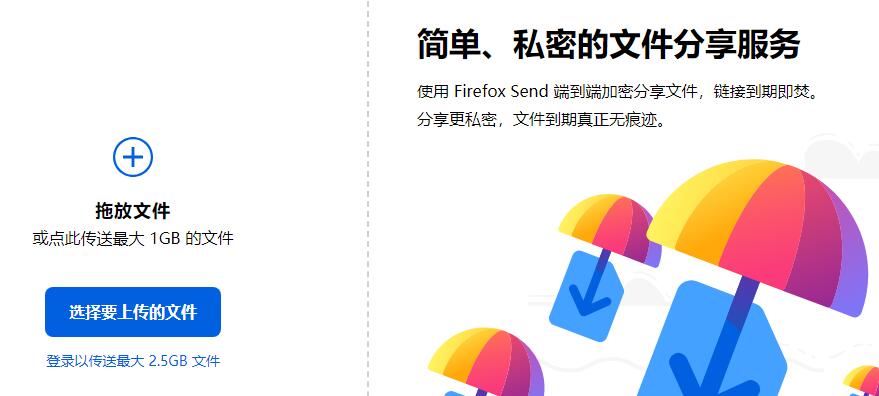 拖放文件
或点此传送最大 1GB 的文件
选择要上传的文件
登录以传送最大 2.5GB 文件
简单、私密的文件分享服务
使用 Firefox Send 端到端加密分享文件，链接到期即焚。
分享更私密，文件到期真正无痕迹。